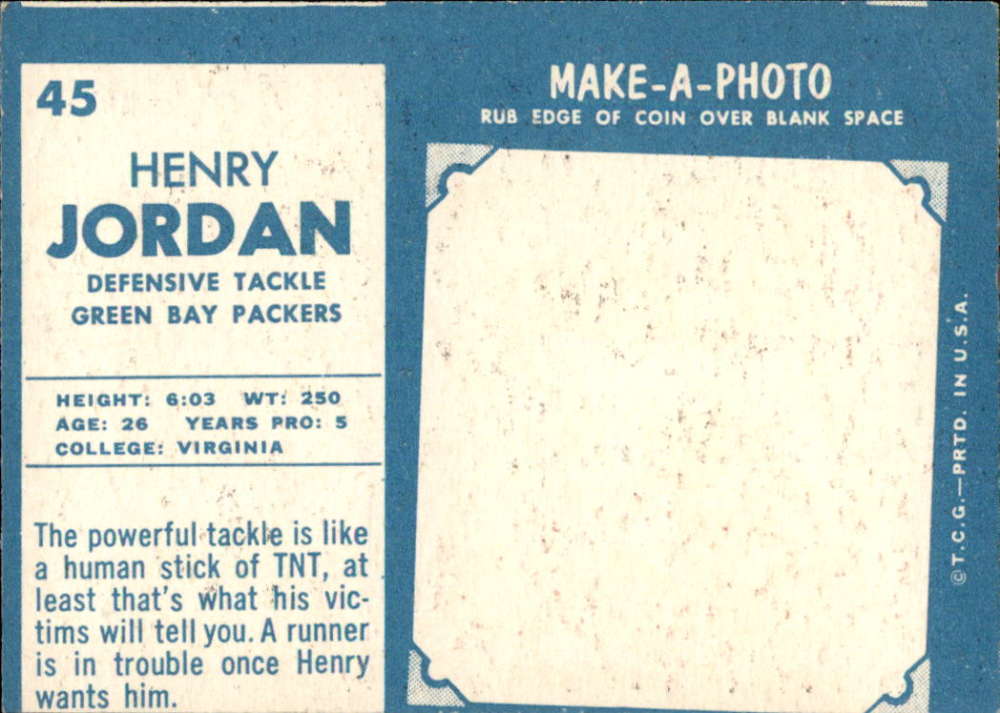 45
HENRY
JORDAN
DEFENSIVE TACKLE
GREEN BAY PACKERS
HEIGHT: 6:03 WT: 250
AGE: 26 YEARS PRO: 5
COLLEGE: VIRGINIA
The powerful tackle is like
a human stick of TNT, at
least that's what his vic-
tims will tell you. A runner
is in trouble once Henry
wants him.
MAKE-A-PHOTO
RUB EDGE OF COIN OVER BLANK SPACE
©T.C.G.—PRTD. IN U.S.A.